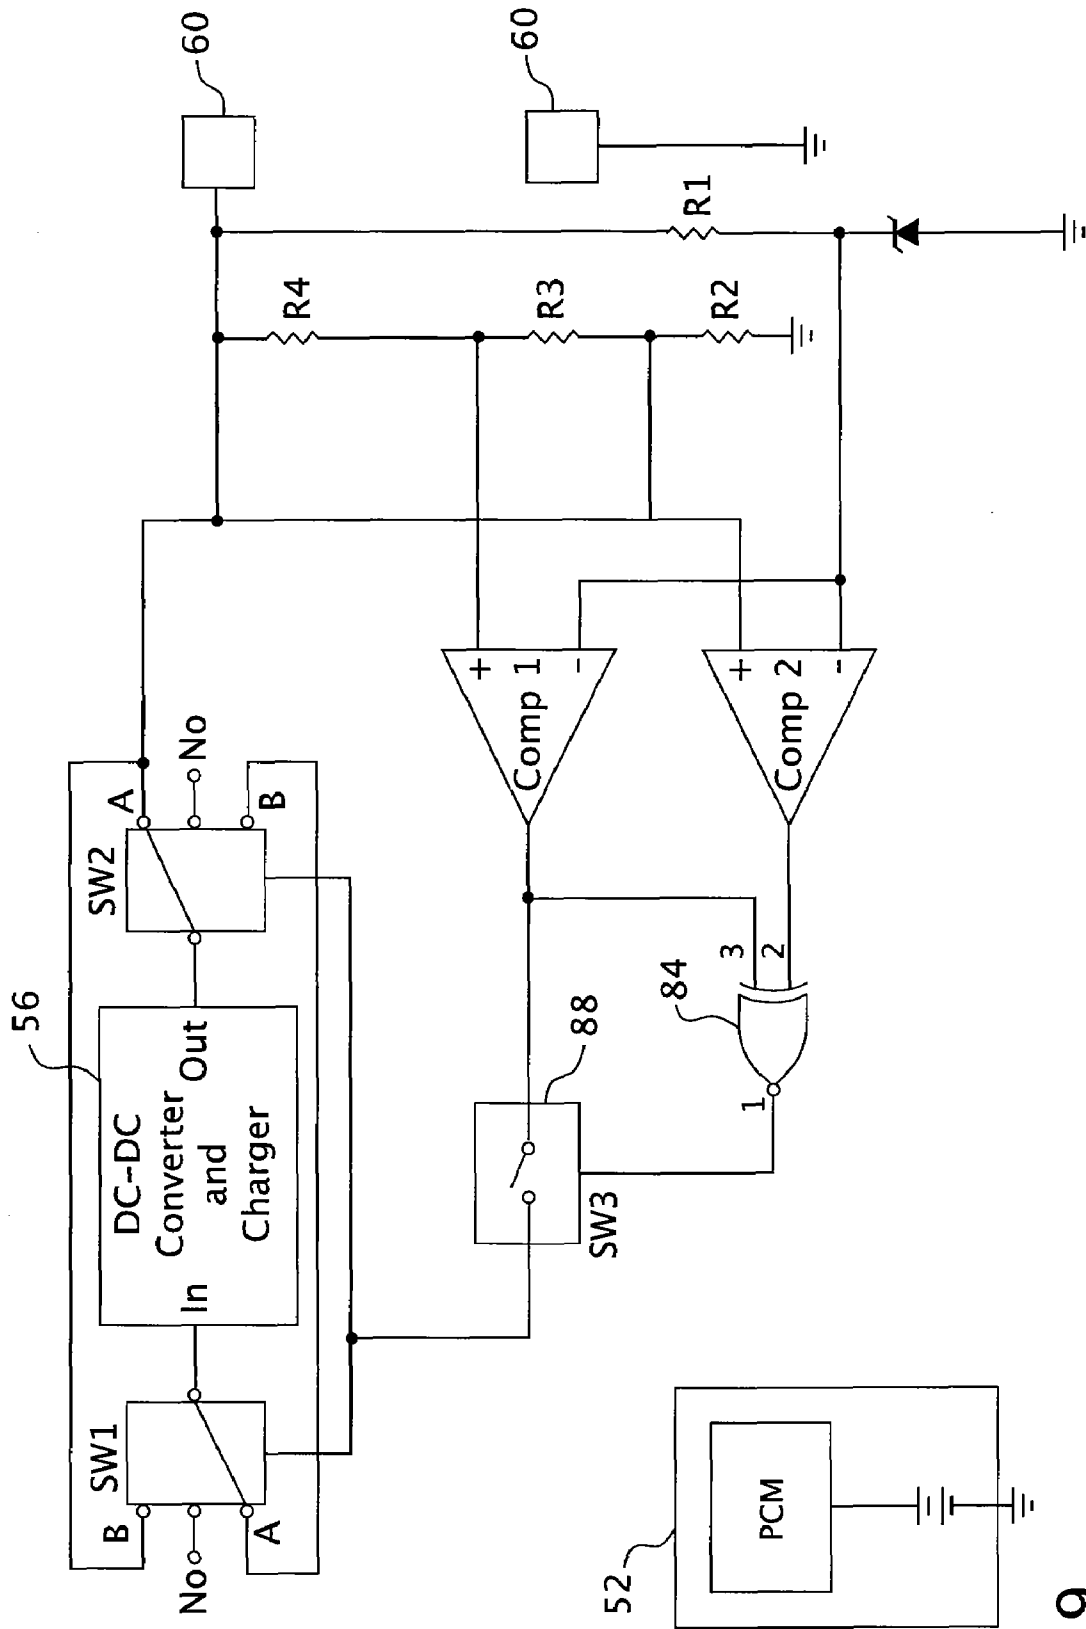 60
60
R1
R4
R3
R2
56
DC-DC
Converter
and
Charger
In
Out
SW1
B
No
A
SW2
A
No
B
+
Comp 1
-
+
Comp 2
-
3
2
84
1
88
SW3
52
PCM
9